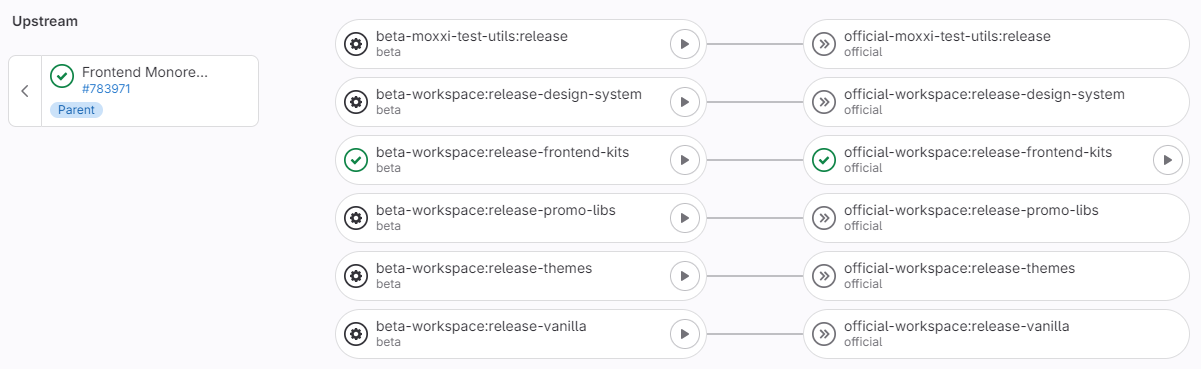 Upstream
Frontend Monore...
#783971
Parent
beta-moxxi-test-utils:release
beta
official-moxxi-test-utils:release
official
beta-workspace:release-design-system
beta
official-workspace:release-design-system
official
beta-workspace:release-frontend-kits
beta
official-workspace:release-frontend-kits
official
beta-workspace:release-promo-libs
beta
official-workspace:release-promo-libs
official
beta-workspace:release-themes
beta
official-workspace:release-themes
official
beta-workspace:release-vanilla
beta
official-workspace:release-vanilla
official